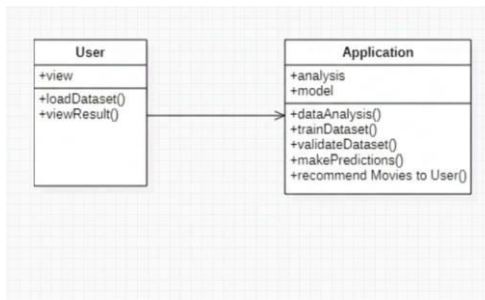 User
+view
+loadDataset()
+viewResult()
Application
+analysis
+model
+dataAnalysis()
+trainDataset()
+validateDataset()
+makePredictions()
+recommend Movies to User()